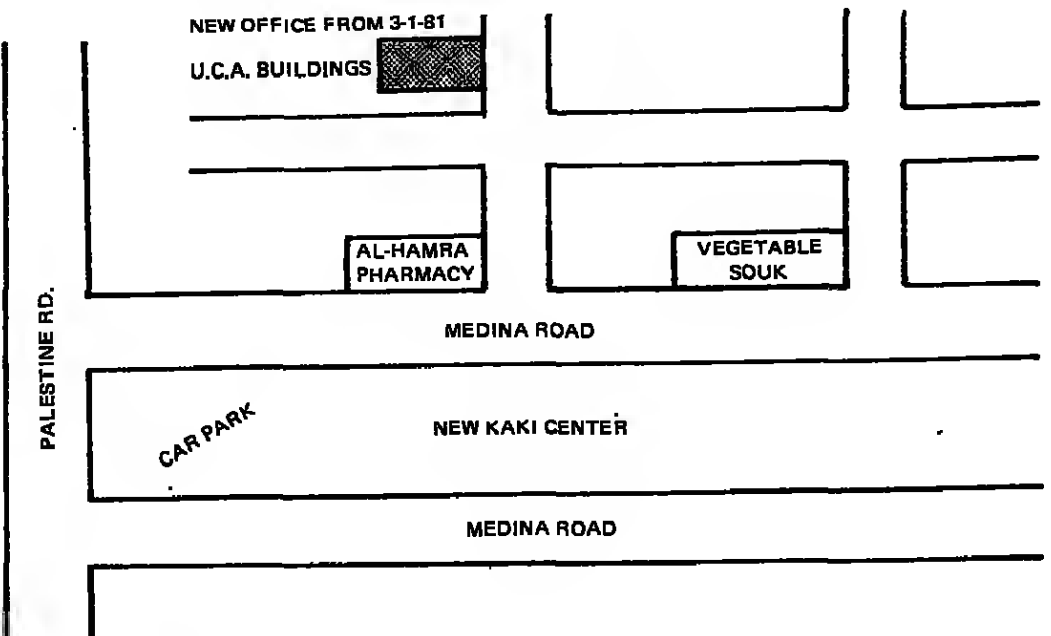 NEW OFFICE FROM 3-1-81
U.C.A. BUILDINGS
AL-HAMRA
PHARMACY
VEGETABLE
SOUK
MEDINA ROAD
PALESTINE RD.
CAR PARK
NEW KAKI CENTER
MEDINA ROAD